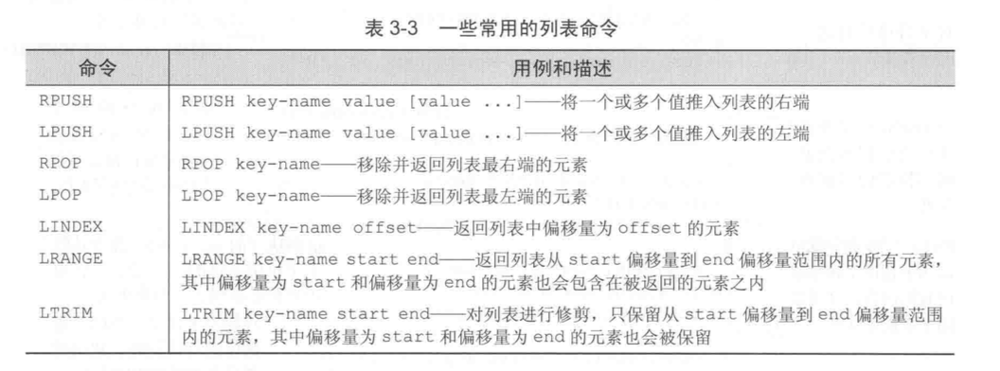 表 3-3 一些常用的列表命令
命令 用例和描述
RPUSH RPUSH key-name value [value ...]——将一个或多个值推入列表的右端
LPUSH LPUSH key-name value [value ...]——将一个或多个值推入列表的左端
RPOP RPOP key-name——移除并返回列表最右端的元素
LPOP LPOP key-name——移除并返回列表最左端的元素
LINDEX LINDEX key-name offset——返回列表中偏移量为 offset 的元素
LRANGE LRANGE key-name start end——返回列表从 start 偏移量到 end 偏移量范围内的所有元素，
其中偏移量为 start 和偏移量为 end 的元素也会包含在被返回的元素之内
LTRIM LTRIM key-name start end——对列表进行修剪，只保留从 start 偏移量到 end 偏移量范围
内的元素，其中偏移量为 start 和偏移量为 end 的元素也会被保留